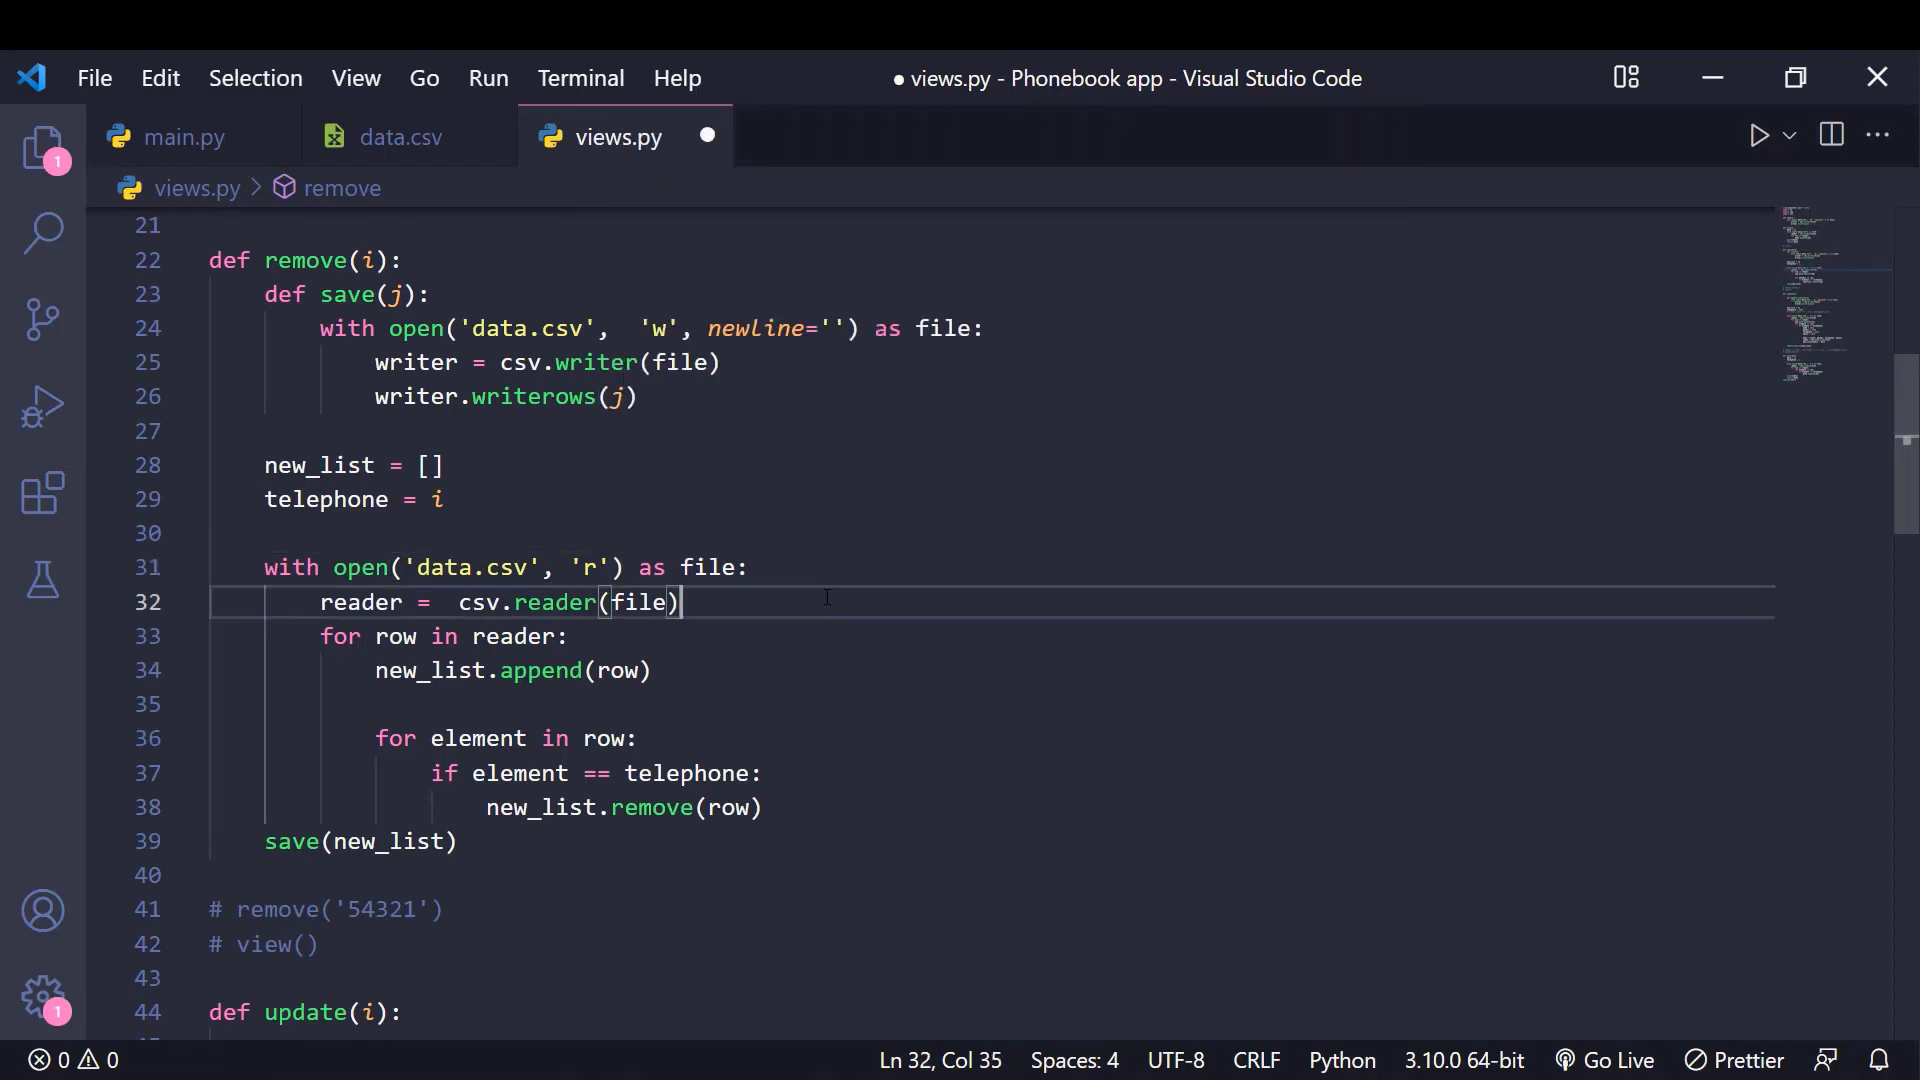 File Edit Selection View Go Run Terminal Help
● views.py - Phonebook app - Visual Studio Code
main.py
data.csv
views.py
views.py > remove
21
22 def remove(i):
23 def save(j):
24 with open('data.csv',  'w', newline='') as file:
25 writer = csv.writer(file)
26 writer.writerows(j)
27
28 new_list = []
29 telephone = i
30
31 with open('data.csv', 'r') as file:
32 reader =  csv.reader(file)
33 for row in reader:
34 new_list.append(row)
35
36 for element in row:
37 if element == telephone:
38 new_list.remove(row)
39 save(new_list)
40
41 # remove('54321')
42 # view()
43
44 def update(i):
1
1
0 0
Ln 32, Col 35 Spaces: 4 UTF-8 CRLF Python 3.10.0 64-bit Go Live Prettier